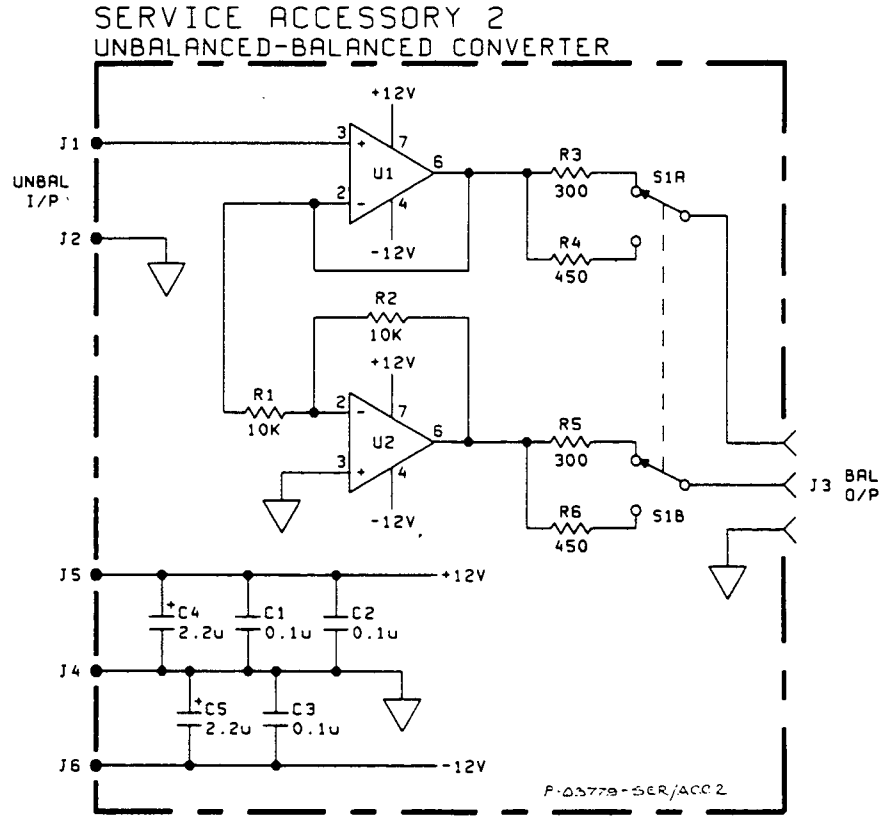 SERVICE ACCESSORY 2
UNBALANCED-BALANCED CONVERTER
+12V
J1
3
+
7
U1
6
UNBAL
I/P
2
-
4
-12V
J2
R3
300
S1A
R4
450
R2
10K
+12V
R1
10K
2
-
7
U2
6
3
+
4
-12V
R5
300
R6
450
S1B
J3
BAL
O/P
J5
+12V
+
C4
2.2u
C1
0.1u
C2
0.1u
J4
+
C5
2.2u
C3
0.1u
J6
-12V
P-03779-SER/ACC2